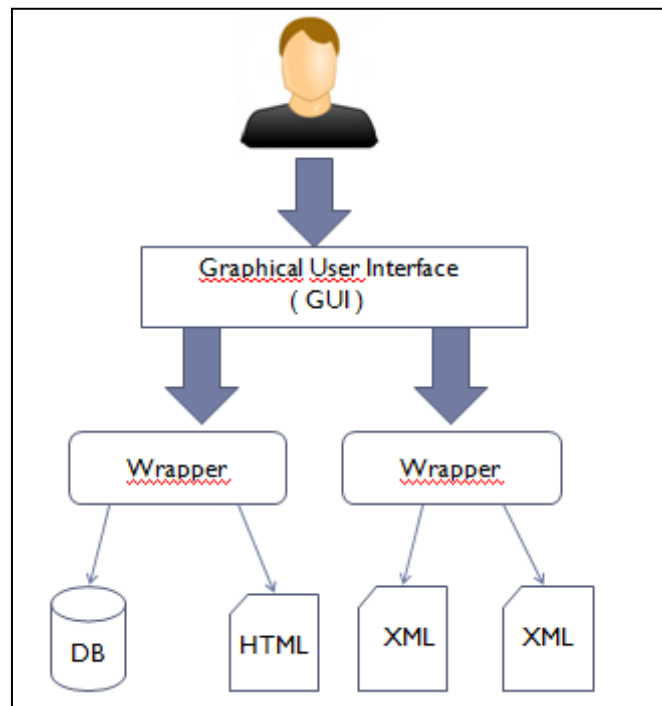 Graphical User Interface
( GUI )
Wrapper
Wrapper
DB
HTML
XML
XML